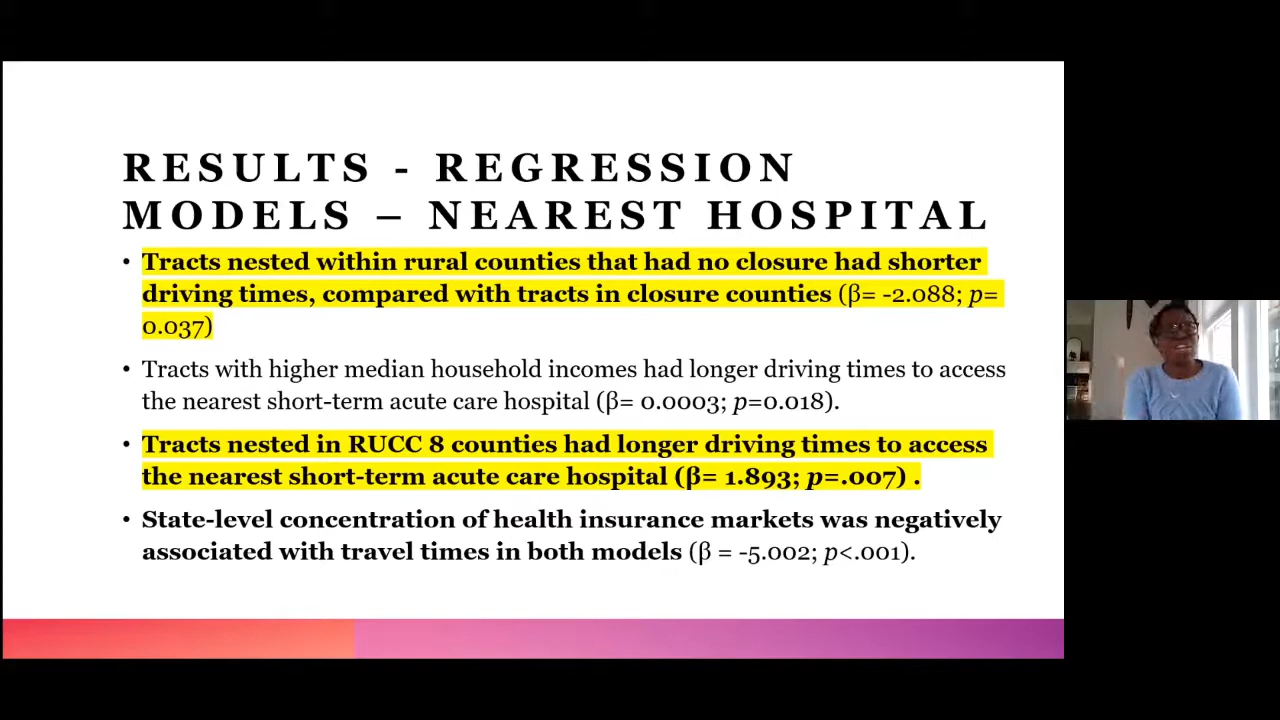 RESULTS - REGRESSION
MODELS – NEAREST HOSPITAL
• Tracts nested within rural counties that had no closure had shorter
driving times, compared with tracts in closure counties (β= -2.088; p=
0.037)
• Tracts with higher median household incomes had longer driving times to access
the nearest short-term acute care hospital (β= 0.0003; p=0.018).
• Tracts nested in RUCC 8 counties had longer driving times to access
the nearest short-term acute care hospital (β= 1.893; p=.007) .
• State-level concentration of health insurance markets was negatively
associated with travel times in both models (β = -5.002; p<.001).